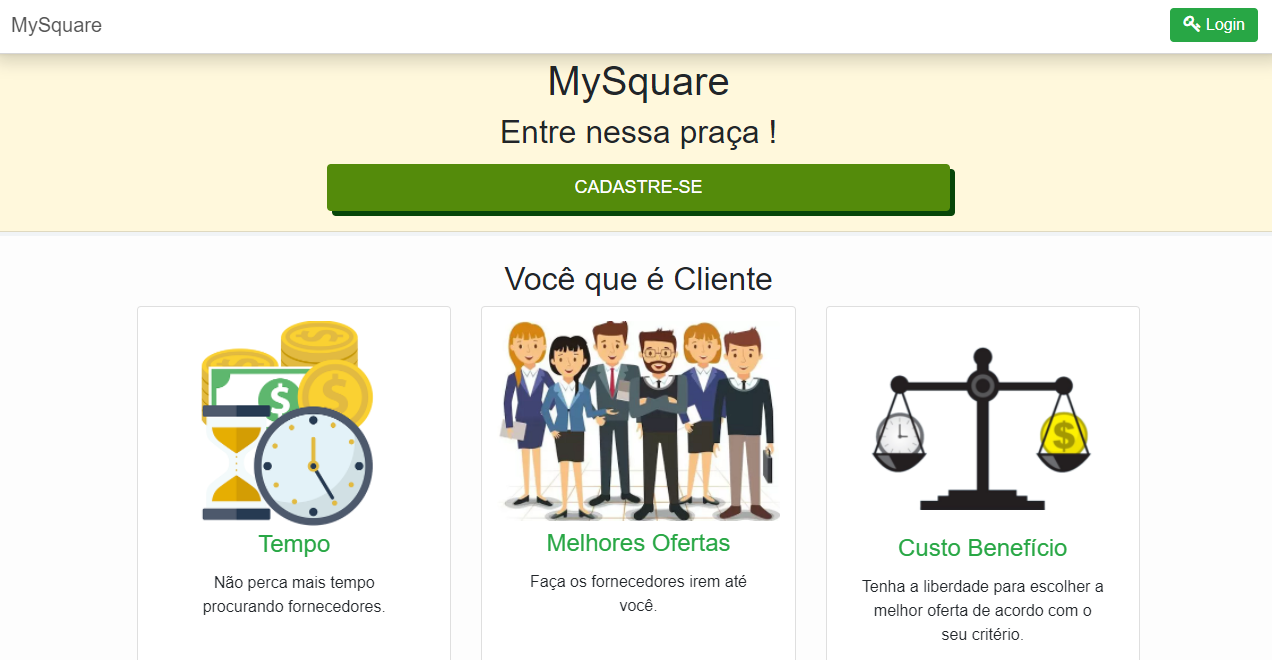 MySquare
Login
MySquare
Entre nessa praça !
CADASTRE-SE
Você que é Cliente
Tempo
Não perca mais tempo
procurando fornecedores.
Melhores Ofertas
Faça os fornecedores irem até
você.
Custo Benefício
Tenha a liberdade para escolher a
melhor oferta de acordo com o
seu critério.